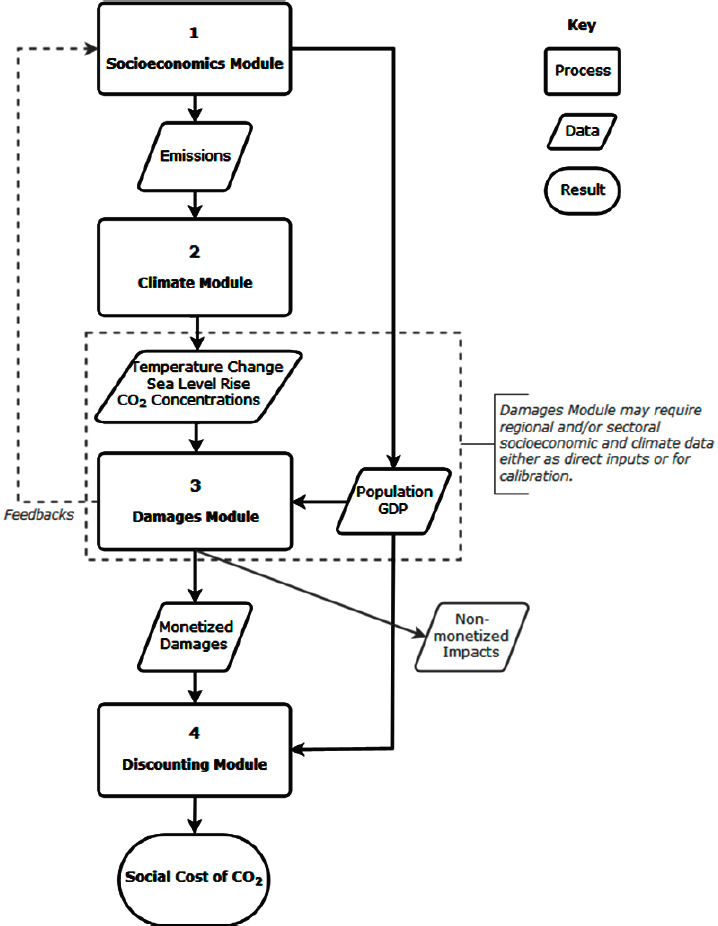 1
Socioeconomics Module
Emissions
2
Climate Module
Temperature Change
Sea Level Rise
CO₂ Concentrations
3
Damages Module
Population
GDP
Feedbacks
Monetized
Damages
Non-
monetized
Impacts
4
Discounting Module
Social Cost of CO₂
Key
Process
Data
Result
Damages Module may require
regional and/or sectoral
socioeconomic and climate data
either as direct inputs or for
calibration.